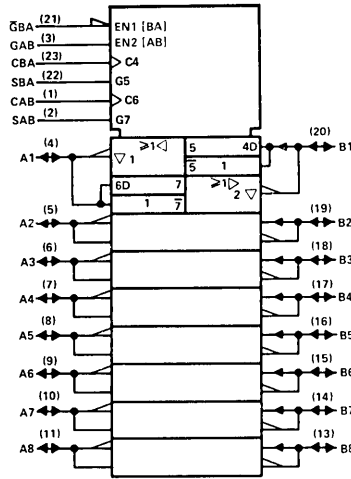 G̅BA (21) EN1 [BA]
GAB (3) EN2 [AB]
CBA (23) C4
SBA (22) G5
CAB (1) C6
SAB (2) G7
A1 (4) ▽1 ≥1◁ 5 4D (20) B1
5̅ 1
6D 7 ≥1▷
1 7̅ 2▽
A2 (5) (19) B2
A3 (6) (18) B3
A4 (7) (17) B4
A5 (8) (16) B5
A6 (9) (15) B6
A7 (10) (14) B7
A8 (11) (13) B8